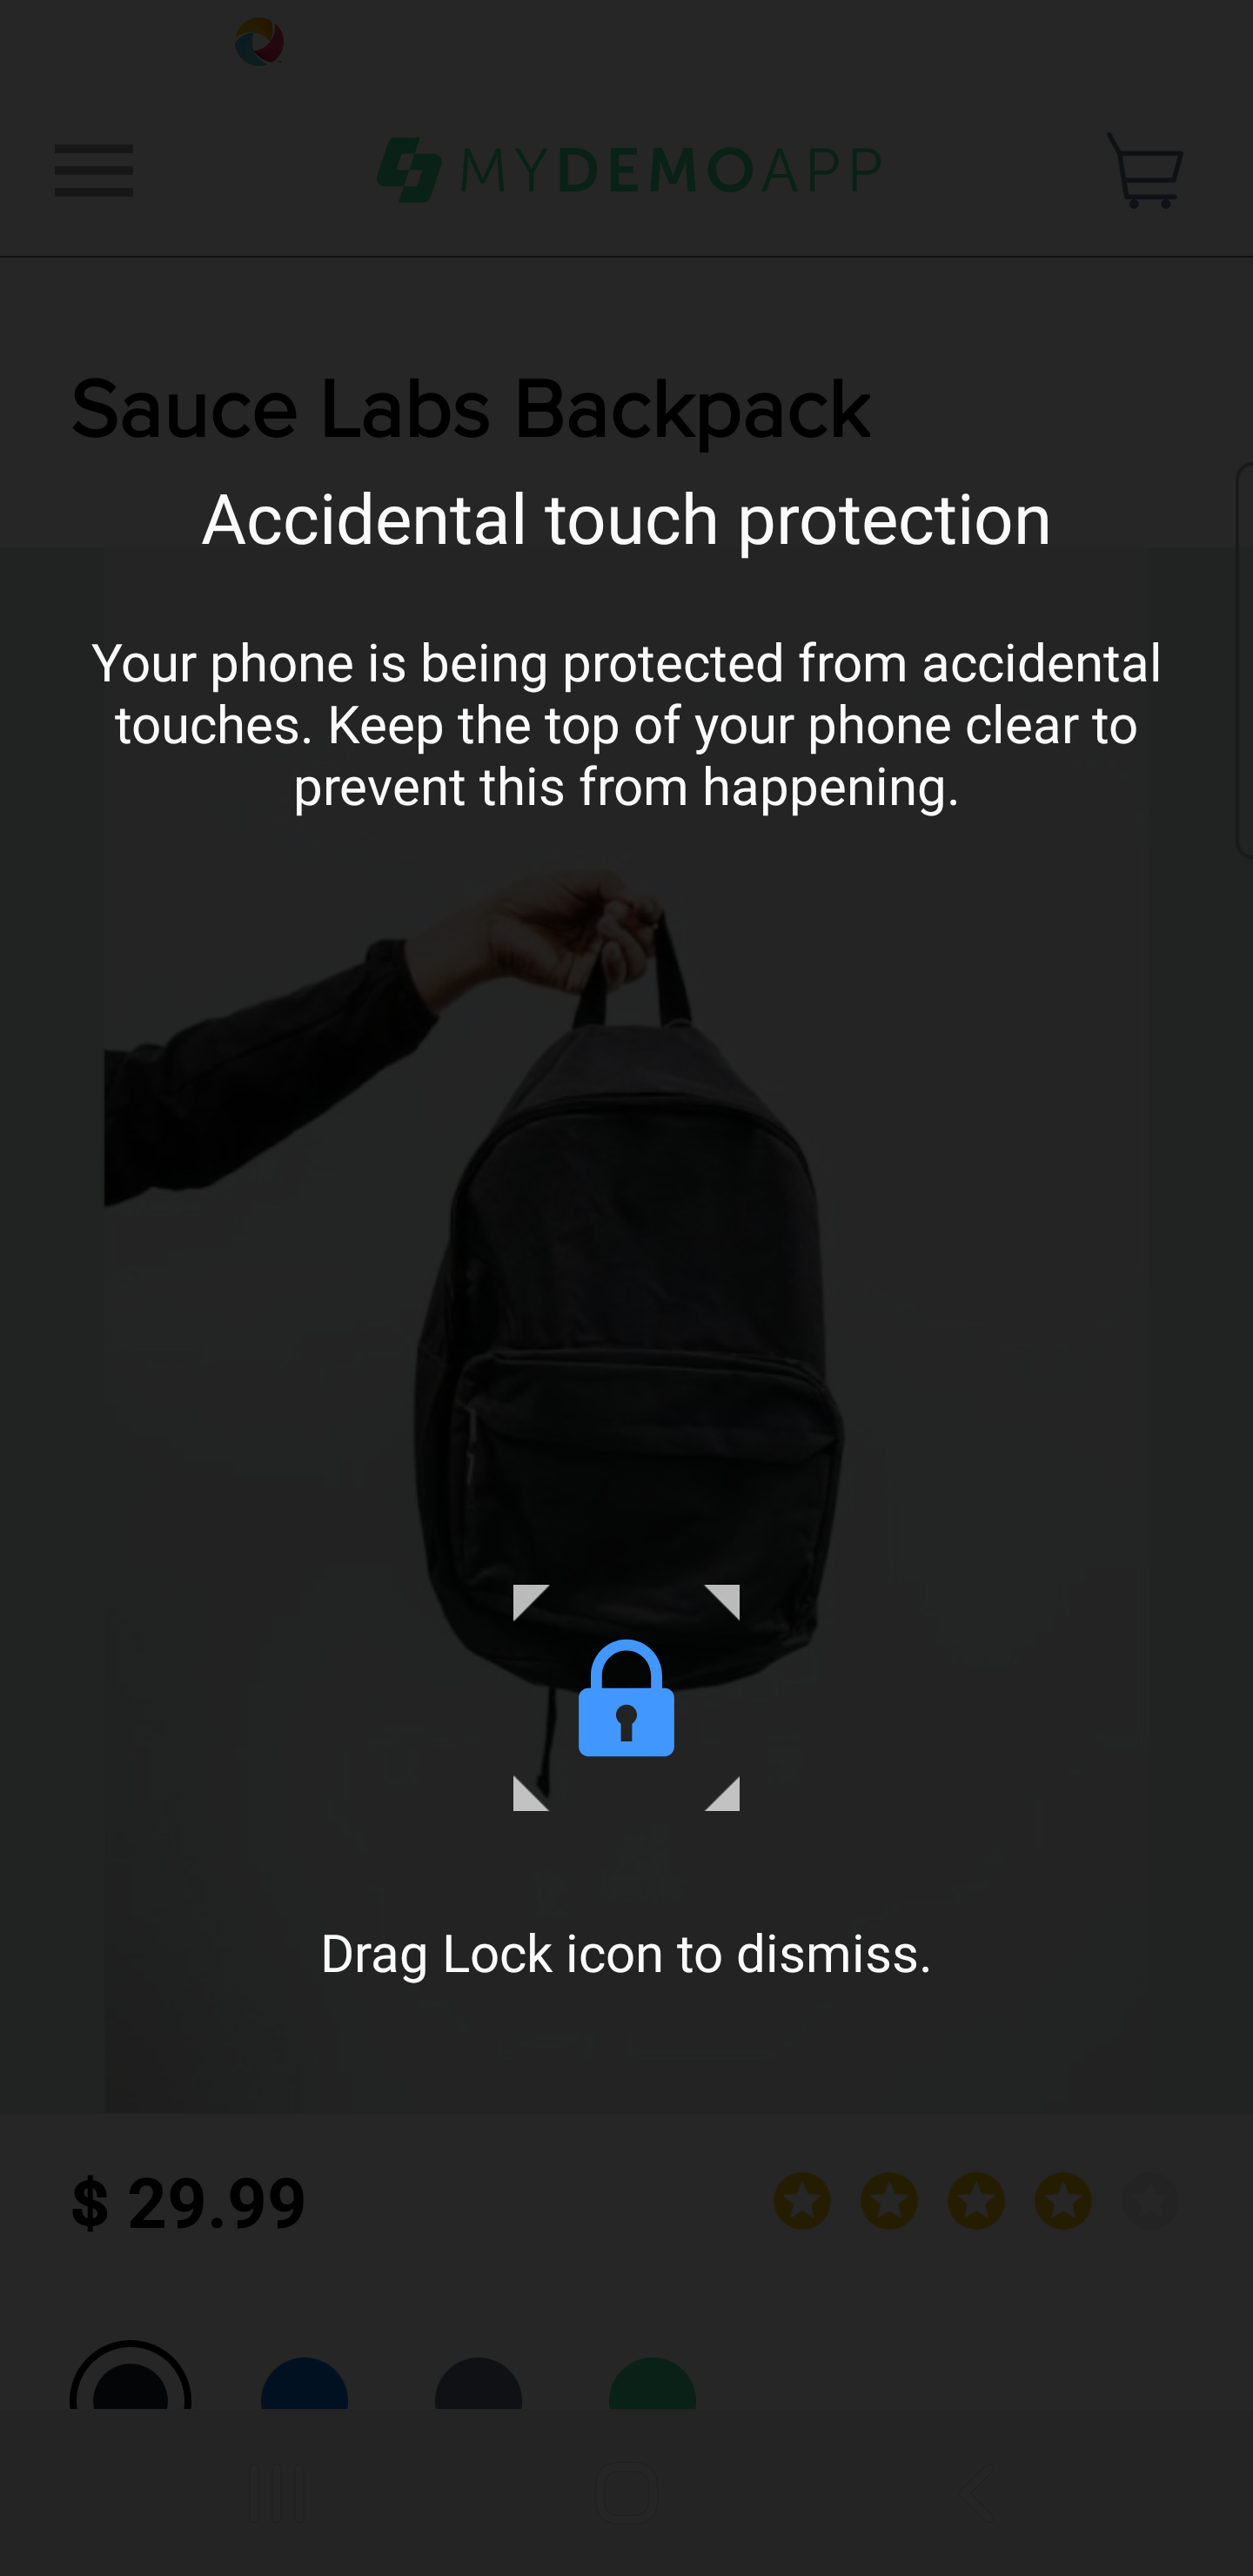 MYDEMOAPP
Sauce Labs Backpack
Accidental touch protection
Your phone is being protected from accidental
touches. Keep the top of your phone clear to
prevent this from happening.
Drag Lock icon to dismiss.
$ 29.99